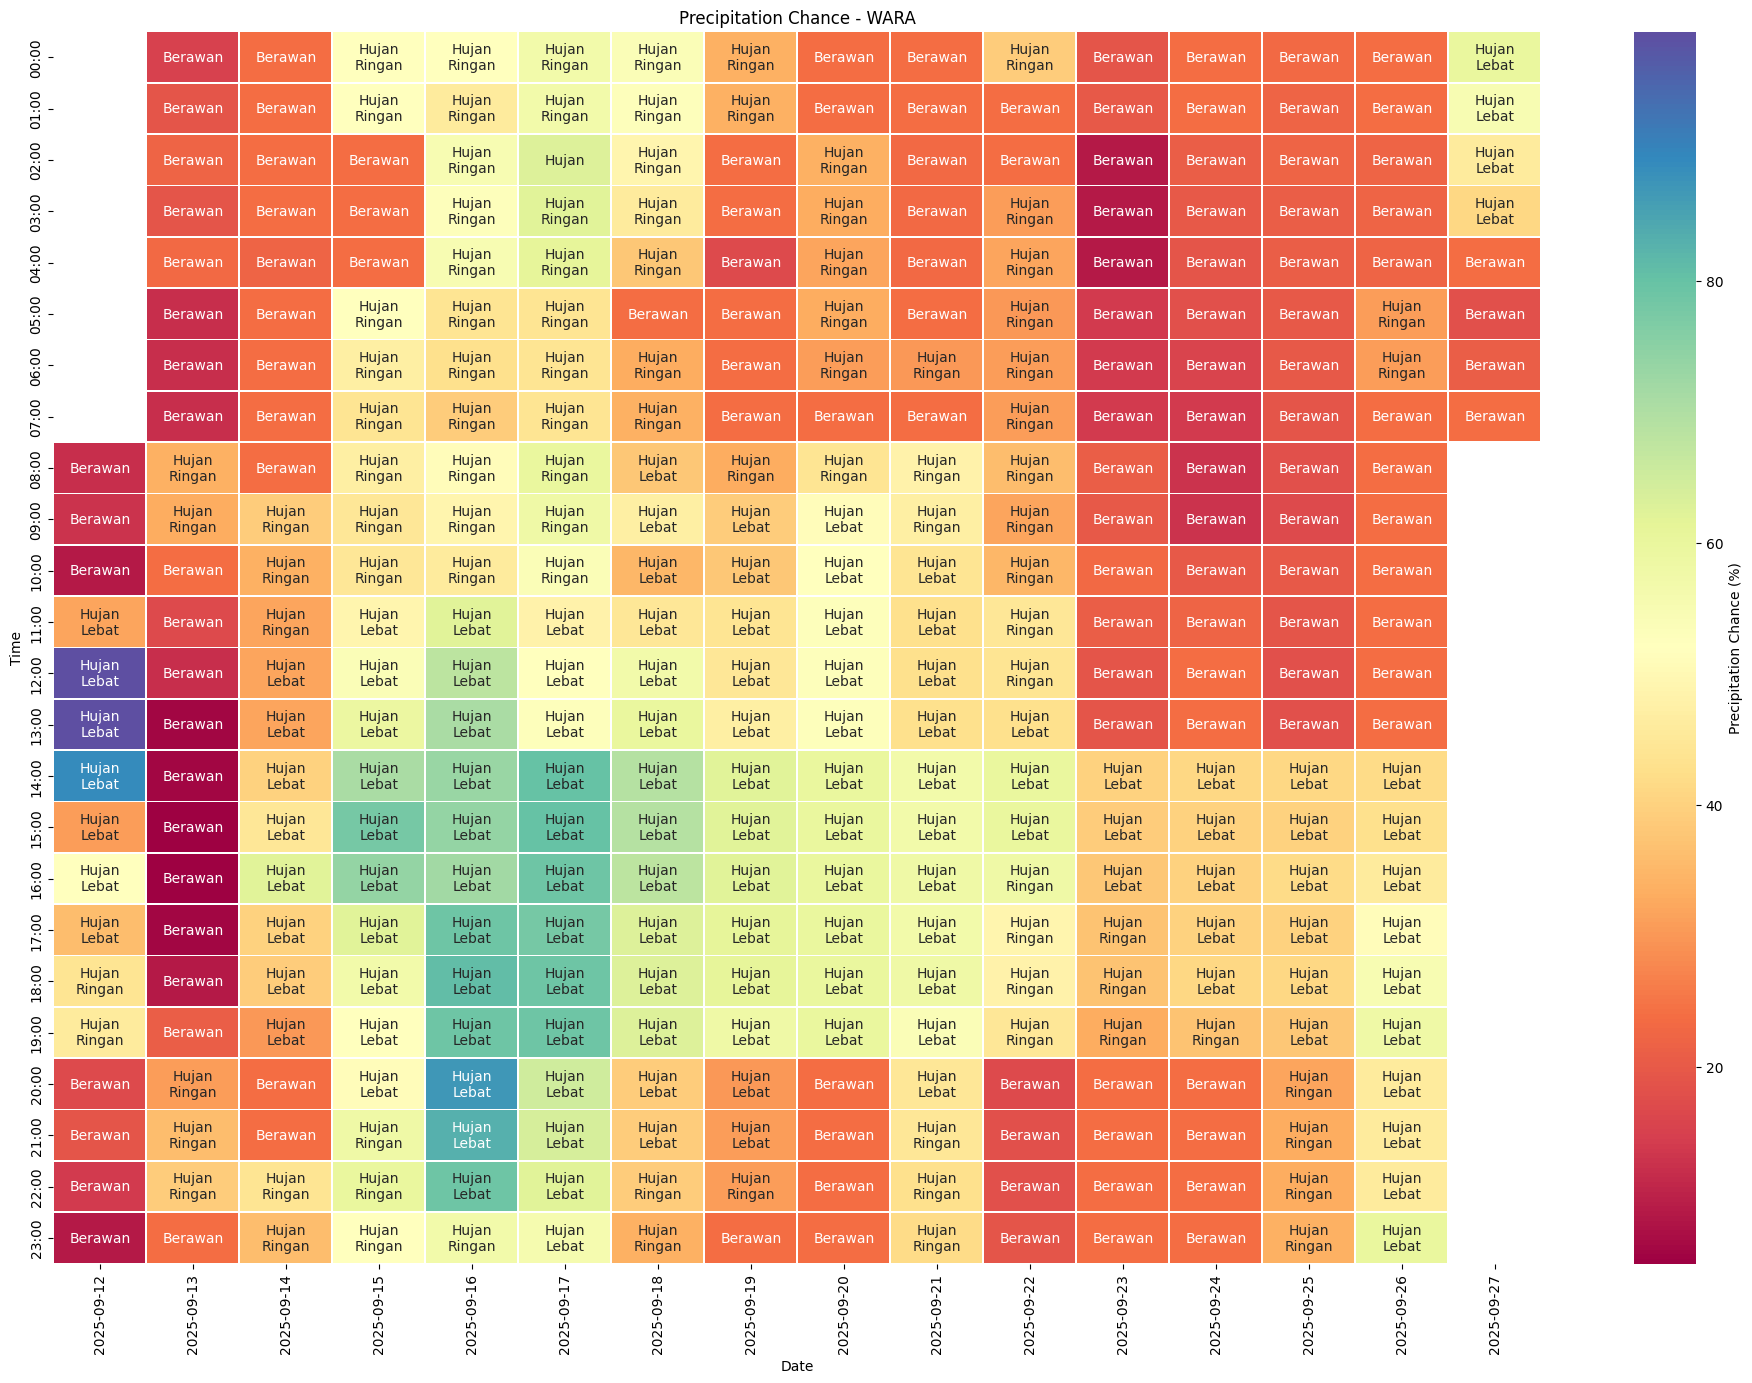 Precipitation Chance - WARA
00:00 Berawan Berawan Hujan Ringan Hujan Ringan Hujan Ringan Hujan Ringan Hujan Ringan Berawan Berawan Hujan Ringan Berawan Berawan Berawan Berawan Hujan Lebat
01:00 Berawan Berawan Hujan Ringan Hujan Ringan Hujan Ringan Hujan Ringan Hujan Ringan Berawan Berawan Berawan Berawan Berawan Berawan Berawan Hujan Lebat
02:00 Berawan Berawan Berawan Hujan Ringan Hujan Hujan Ringan Berawan Hujan Ringan Berawan Berawan Berawan Berawan Berawan Berawan Hujan Lebat
03:00 Berawan Berawan Berawan Hujan Ringan Hujan Ringan Hujan Ringan Berawan Hujan Ringan Berawan Hujan Ringan Berawan Berawan Berawan Berawan Hujan Lebat
04:00 Berawan Berawan Berawan Hujan Ringan Hujan Ringan Hujan Ringan Berawan Hujan Ringan Berawan Hujan Ringan Berawan Berawan Berawan Berawan Berawan
05:00 Berawan Berawan Hujan Ringan Hujan Ringan Hujan Ringan Berawan Berawan Hujan Ringan Berawan Hujan Ringan Berawan Berawan Berawan Hujan Ringan Berawan
06:00 Berawan Berawan Hujan Ringan Hujan Ringan Hujan Ringan Hujan Ringan Berawan Hujan Ringan Hujan Ringan Hujan Ringan Berawan Berawan Berawan Hujan Ringan Berawan
07:00 Berawan Berawan Hujan Ringan Hujan Ringan Hujan Ringan Hujan Ringan Berawan Berawan Berawan Hujan Ringan Berawan Berawan Berawan Berawan Berawan
08:00 Berawan Hujan Ringan Berawan Hujan Ringan Hujan Ringan Hujan Ringan Hujan Lebat Hujan Ringan Hujan Ringan Hujan Ringan Hujan Ringan Berawan Berawan Berawan Berawan
09:00 Berawan Hujan Ringan Hujan Ringan Hujan Ringan Hujan Ringan Hujan Ringan Hujan Lebat Hujan Lebat Hujan Lebat Hujan Ringan Hujan Ringan Berawan Berawan Berawan Berawan
10:00 Berawan Berawan Hujan Ringan Hujan Ringan Hujan Ringan Hujan Ringan Hujan Lebat Hujan Lebat Hujan Lebat Hujan Lebat Hujan Ringan Berawan Berawan Berawan Berawan
11:00 Hujan Lebat Berawan Hujan Ringan Hujan Lebat Hujan Lebat Hujan Lebat Hujan Lebat Hujan Lebat Hujan Lebat Hujan Lebat Hujan Ringan Berawan Berawan Berawan Berawan
12:00 Hujan Lebat Berawan Hujan Lebat Hujan Lebat Hujan Lebat Hujan Lebat Hujan Lebat Hujan Lebat Hujan Lebat Hujan Lebat Hujan Ringan Berawan Berawan Berawan Berawan
13:00 Hujan Lebat Berawan Hujan Lebat Hujan Lebat Hujan Lebat Hujan Lebat Hujan Lebat Hujan Lebat Hujan Lebat Hujan Lebat Hujan Lebat Berawan Berawan Berawan Berawan
14:00 Hujan Lebat Berawan Hujan Lebat Hujan Lebat Hujan Lebat Hujan Lebat Hujan Lebat Hujan Lebat Hujan Lebat Hujan Lebat Hujan Lebat Hujan Lebat Hujan Lebat Hujan Lebat Hujan Lebat
15:00 Hujan Lebat Berawan Hujan Lebat Hujan Lebat Hujan Lebat Hujan Lebat Hujan Lebat Hujan Lebat Hujan Lebat Hujan Lebat Hujan Lebat Hujan Lebat Hujan Lebat Hujan Lebat Hujan Lebat
16:00 Hujan Lebat Berawan Hujan Lebat Hujan Lebat Hujan Lebat Hujan Lebat Hujan Lebat Hujan Lebat Hujan Lebat Hujan Lebat Hujan Ringan Hujan Lebat Hujan Lebat Hujan Lebat Hujan Lebat
17:00 Hujan Lebat Berawan Hujan Lebat Hujan Lebat Hujan Lebat Hujan Lebat Hujan Lebat Hujan Lebat Hujan Lebat Hujan Lebat Hujan Ringan Hujan Ringan Hujan Lebat Hujan Lebat Hujan Lebat
18:00 Hujan Ringan Berawan Hujan Lebat Hujan Lebat Hujan Lebat Hujan Lebat Hujan Lebat Hujan Lebat Hujan Lebat Hujan Lebat Hujan Ringan Hujan Ringan Hujan Lebat Hujan Lebat Hujan Lebat
19:00 Hujan Ringan Berawan Hujan Lebat Hujan Lebat Hujan Lebat Hujan Lebat Hujan Lebat Hujan Lebat Hujan Lebat Hujan Lebat Hujan Ringan Hujan Ringan Hujan Ringan Hujan Lebat Hujan Lebat
20:00 Berawan Hujan Ringan Berawan Hujan Lebat Hujan Lebat Hujan Lebat Hujan Lebat Hujan Lebat Berawan Hujan Lebat Berawan Berawan Berawan Hujan Ringan Hujan Lebat
21:00 Berawan Hujan Ringan Berawan Hujan Ringan Hujan Lebat Hujan Lebat Hujan Lebat Hujan Lebat Berawan Hujan Ringan Berawan Berawan Berawan Hujan Ringan Hujan Lebat
22:00 Berawan Hujan Ringan Hujan Ringan Hujan Ringan Hujan Lebat Hujan Lebat Hujan Ringan Hujan Ringan Berawan Hujan Ringan Berawan Berawan Berawan Hujan Ringan Hujan Lebat
23:00 Berawan Berawan Hujan Ringan Hujan Ringan Hujan Ringan Hujan Lebat Hujan Ringan Berawan Berawan Hujan Ringan Berawan Berawan Berawan Hujan Ringan Hujan Lebat
Time
2025-09-12 2025-09-13 2025-09-14 2025-09-15 2025-09-16 2025-09-17 2025-09-18 2025-09-19 2025-09-20 2025-09-21 2025-09-22 2025-09-23 2025-09-24 2025-09-25 2025-09-26 2025-09-27
Date
80
60
40
20
Precipitation Chance (%)